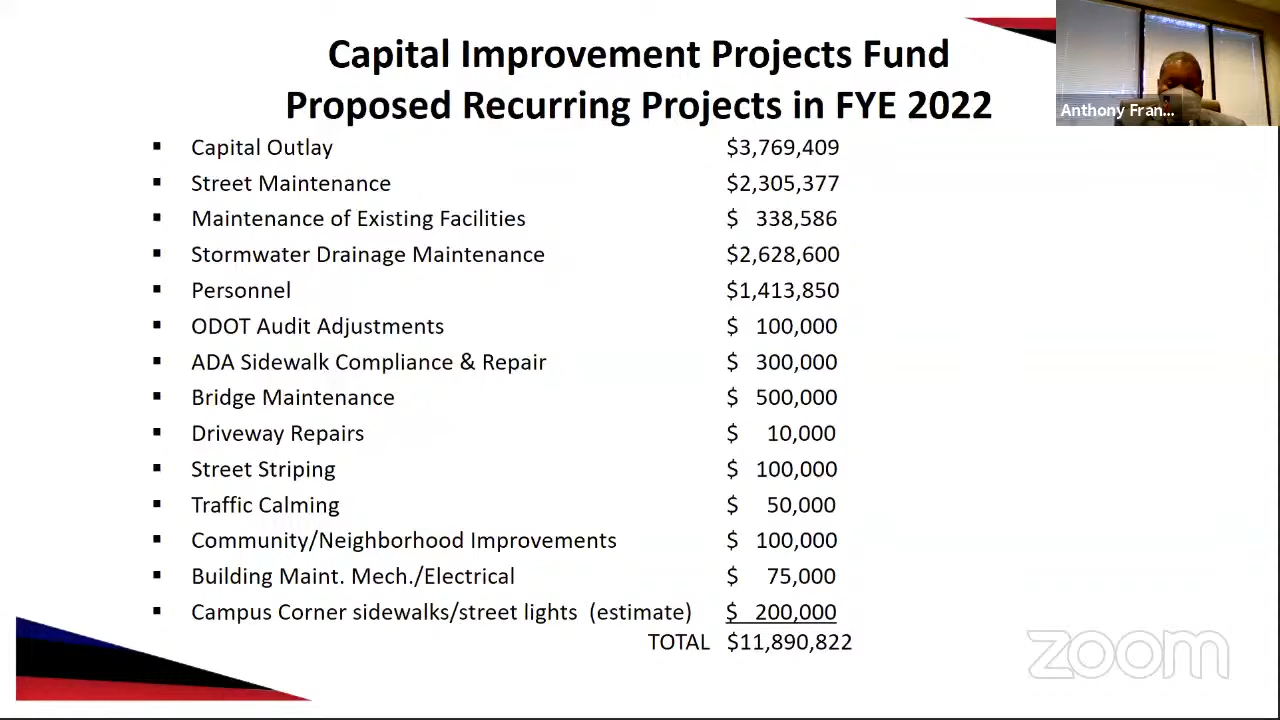 Capital Improvement Projects Fund
Proposed Recurring Projects in FYE 2022
Anthony Fran...
▪ Capital Outlay $3,769,409
▪ Street Maintenance $2,305,377
▪ Maintenance of Existing Facilities $ 338,586
▪ Stormwater Drainage Maintenance $2,628,600
▪ Personnel $1,413,850
▪ ODOT Audit Adjustments $ 100,000
▪ ADA Sidewalk Compliance & Repair $ 300,000
▪ Bridge Maintenance $ 500,000
▪ Driveway Repairs $ 10,000
▪ Street Striping $ 100,000
▪ Traffic Calming $ 50,000
▪ Community/Neighborhood Improvements $ 100,000
▪ Building Maint. Mech./Electrical $ 75,000
▪ Campus Corner sidewalks/street lights (estimate) $ 200,000
TOTAL $11,890,822
zoom